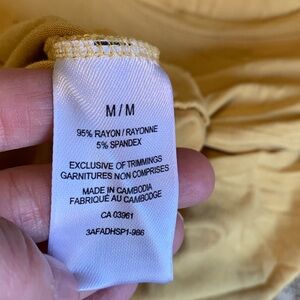 M / M
95% RAYON / RAYONNE
5% SPANDEX
EXCLUSIVE OF TRIMMINGS
GARNITURES NON COMPRISES
MADE IN CAMBODIA
FABRIQUÉ AU CAMBODGE
CA 03961
3AFADHSP1-986